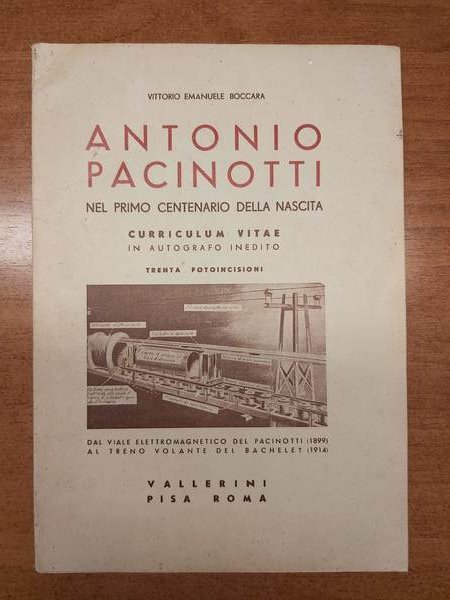 VITTORIO EMANUELE BOCCARA
ANTONIO
PACINOTTI
NEL PRIMO CENTENARIO DELLA NASCITA
CURRICULUM VITAE
IN AUTOGRAFO INEDITO
TRENTA FOTOINCISIONI
DAL VIALE ELETTROMAGNETICO DEL PACINOTTI (1899)
AL TRENO VOLANTE DEL BACHELET (1914)
VALLERINI
PISA ROMA